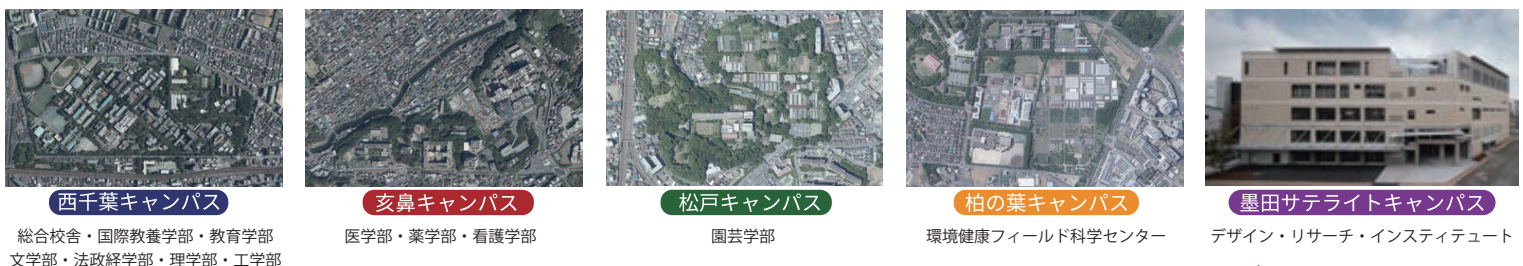 西千葉キャンパス
総合校舎・国際教養学部・教育学部
文学部・法政経学部・理学部・工学部
亥鼻キャンパス
医学部・薬学部・看護学部
松戸キャンパス
園芸学部
柏の葉キャンパス
環境健康フィールド科学センター
墨田サテライトキャンパス
デザイン・リサーチ・インスティテュート